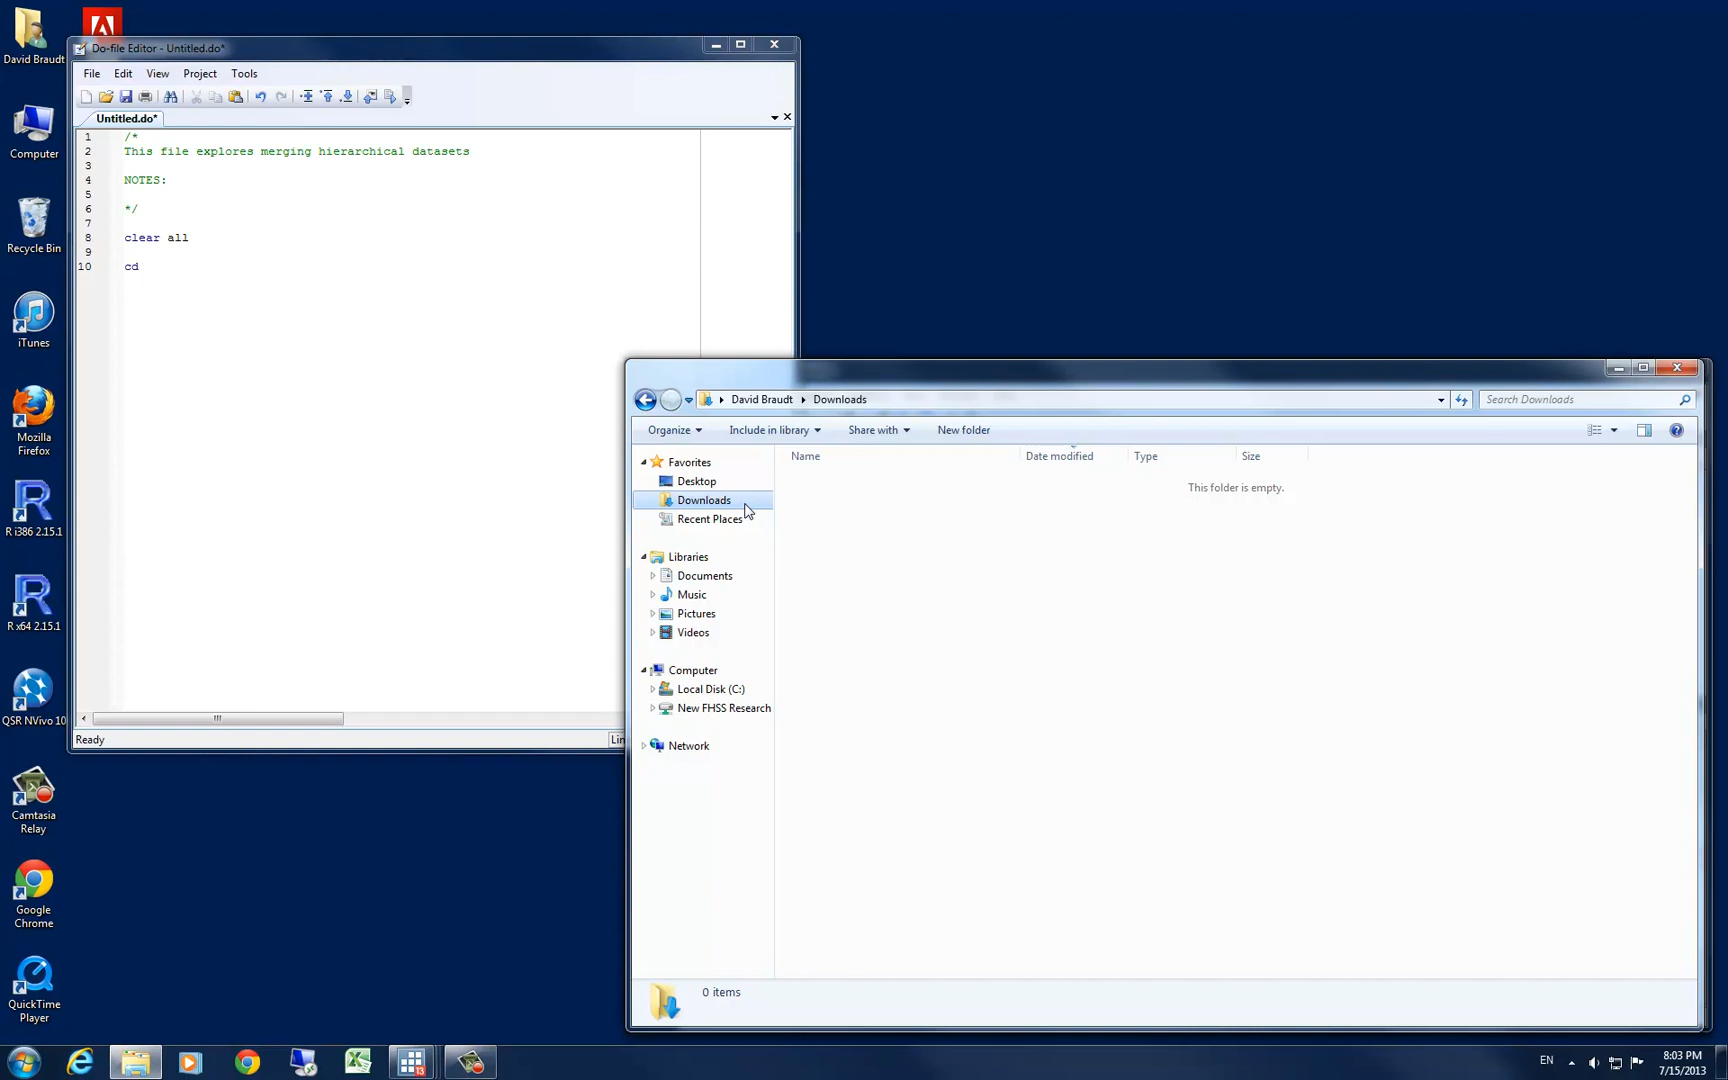 David Braudt
Computer
Recycle Bin
iTunes
Mozilla
Firefox
R i386 2.15.1
R x64 2.15.1
QSR NVivo 10
Camtasia
Relay
Google
Chrome
QuickTime
Player
Do-file Editor - Untitled.do*
File Edit View Project Tools
Untitled.do*
1 /*
2 This file explores merging hierarchical datasets
3
4 NOTES:
5
6 */
7
8 clear all
9
10 cd
Ready
Lin
David Braudt Downloads
Search Downloads
Organize Include in library Share with New folder
Favorites
Desktop
Downloads
Recent Places
Libraries
Documents
Music
Pictures
Videos
Computer
Local Disk (C:)
New FHSS Research
Network
Name Date modified Type Size
This folder is empty.
0 items
13
EN
8:03 PM
7/15/2013